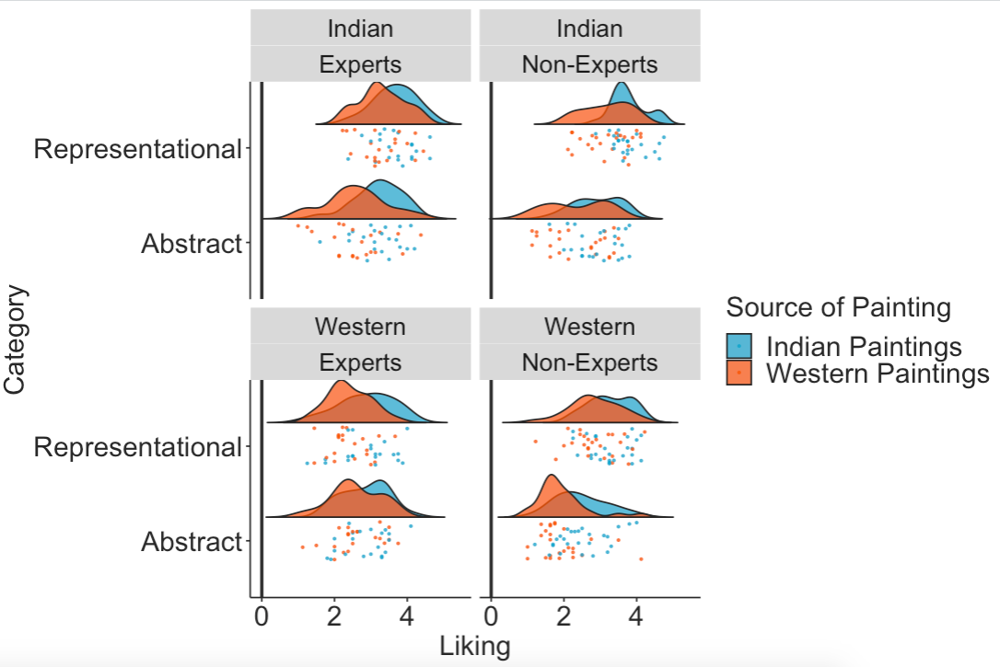 Indian
Indian
Experts
Non-Experts
Representational
Abstract
Category
Western
Western
Experts
Non-Experts
Representational
Abstract
0
2
4
0
2
4
Liking
Source of Painting
Indian Paintings
Western Paintings